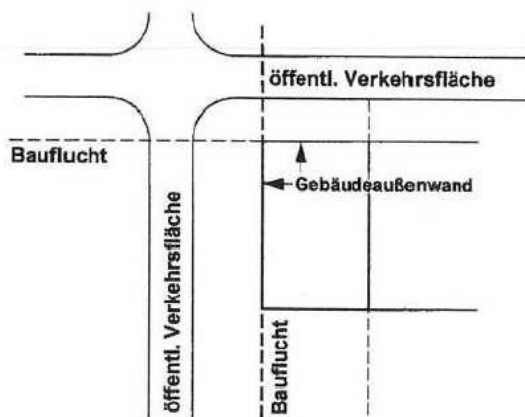 öffentl. Verkehrsfläche
Bauflucht
Gebäudeaußenwand
öffentl. Verkehrsfläche
Bauflucht